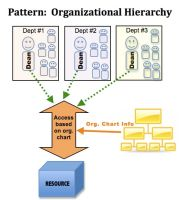 Pattern: Organizational Hierarchy
Dept #1
Dept #2
Dept #3
Dean
Dean
Dean
Access
based on
org.
chart
Org. Chart Info
RESOURCE